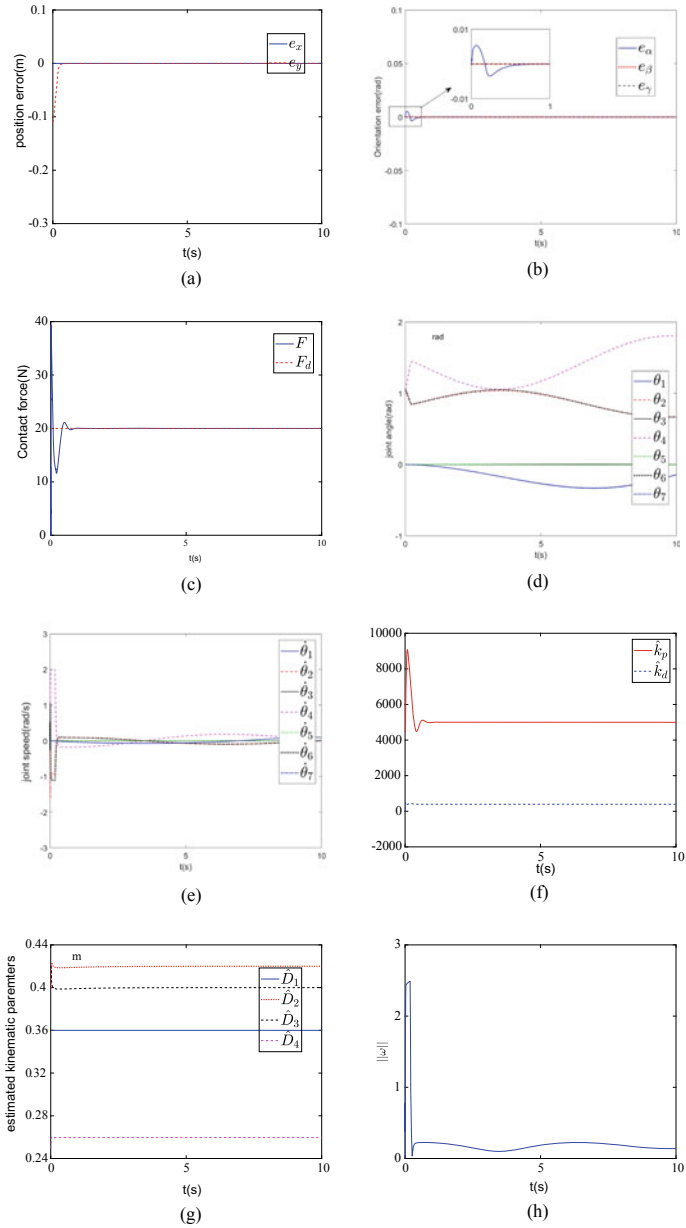 0.1
0
-0.1
-0.2
-0.3
position error(m)
e_x
e_y
0
5
10
t(s)
(a)
0.1
0.05
0
-0.05
-0.1
Orientation error(rad)
0.01
-0.01
0
1
e_α
e_β
e_γ
0
5
10
t(s)
(b)
40
30
20
10
0
Contact force(N)
F
F_d
0
5
10
t(s)
(c)
2
1
0
-1
joint angle(rad)
rad
θ_1
θ_2
θ_3
θ_4
θ_5
θ_6
θ_7
0
5
10
t(s)
(d)
3
2
1
0
-1
-2
-3
joint speed(rad/s)
θ̇_1
θ̇_2
θ̇_3
θ̇_4
θ̇_5
θ̇_6
θ̇_7
0
5
10
t(s)
(e)
10000
8000
6000
4000
2000
0
-2000
k̂_p
k̂_d
0
5
10
t(s)
(f)
0.44
0.4
0.36
0.32
0.28
0.24
estimated kinematic paremters
m
D̂_1
D̂_2
D̂_3
D̂_4
0
5
10
t(s)
(g)
3
2
1
0
||ω||
0
5
10
t(s)
(h)